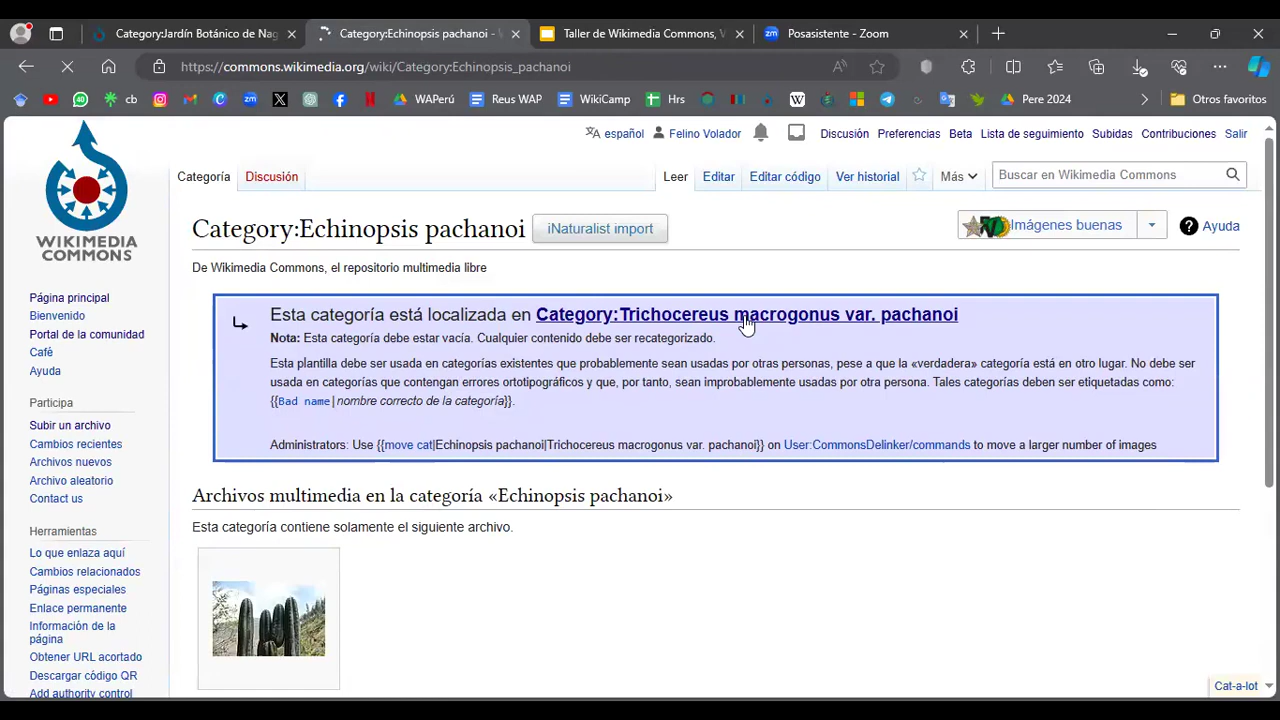 Category:Jardín Botánico de Nag
Category:Echinopsis pachanoi -
Taller de Wikimedia Commons, V
Posasistente - Zoom
https://commons.wikimedia.org/wiki/Category:Echinopsis_pachanoi
cb
WAPerú
Reus WAP
WikiCamp
Hrs
Pere 2024
Otros favoritos
español
Felino Volador
Discusión
Preferencias
Beta
Lista de seguimiento
Subidas
Contribuciones
Salir
WIKIMEDIA
COMMONS
Categoría
Discusión
Leer
Editar
Editar código
Ver historial
Más
Buscar en Wikimedia Commons
Category:Echinopsis pachanoi
iNaturalist import
Imágenes buenas
Ayuda
De Wikimedia Commons, el repositorio multimedia libre
Página principal
Bienvenido
Portal de la comunidad
Café
Ayuda
Participa
Subir un archivo
Cambios recientes
Archivos nuevos
Archivo aleatorio
Contact us
Herramientas
Lo que enlaza aquí
Cambios relacionados
Páginas especiales
Enlace permanente
Información de la
página
Obtener URL acortado
Descargar código QR
Add authority control
Esta categoría está localizada en Category:Trichocereus macrogonus var. pachanoi
Nota: Esta categoría debe estar vacía. Cualquier contenido debe ser recategorizado.
Esta plantilla debe ser usada en categorías existentes que probablemente sean usadas por otras personas, pese a que la «verdadera» categoría está en otro lugar. No debe ser
usada en categorías que contengan errores ortotipográficos y que, por tanto, sean improbablemente usadas por otra persona. Tales categorías deben ser etiquetadas como:
{{Bad name|nombre correcto de la categoría}}.
Administrators: Use {{move cat|Echinopsis pachanoi|Trichocereus macrogonus var. pachanoi}} on User:CommonsDelinker/commands to move a larger number of images
Archivos multimedia en la categoría «Echinopsis pachanoi»
Esta categoría contiene solamente el siguiente archivo.
Cat-a-lot